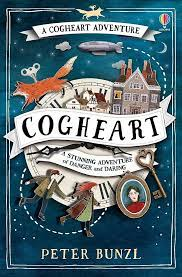 A COGHEART ADVENTURE
COGHEART
A STUNNING ADVENTURE
OF DANGER AND DARING
PETER BUNZL